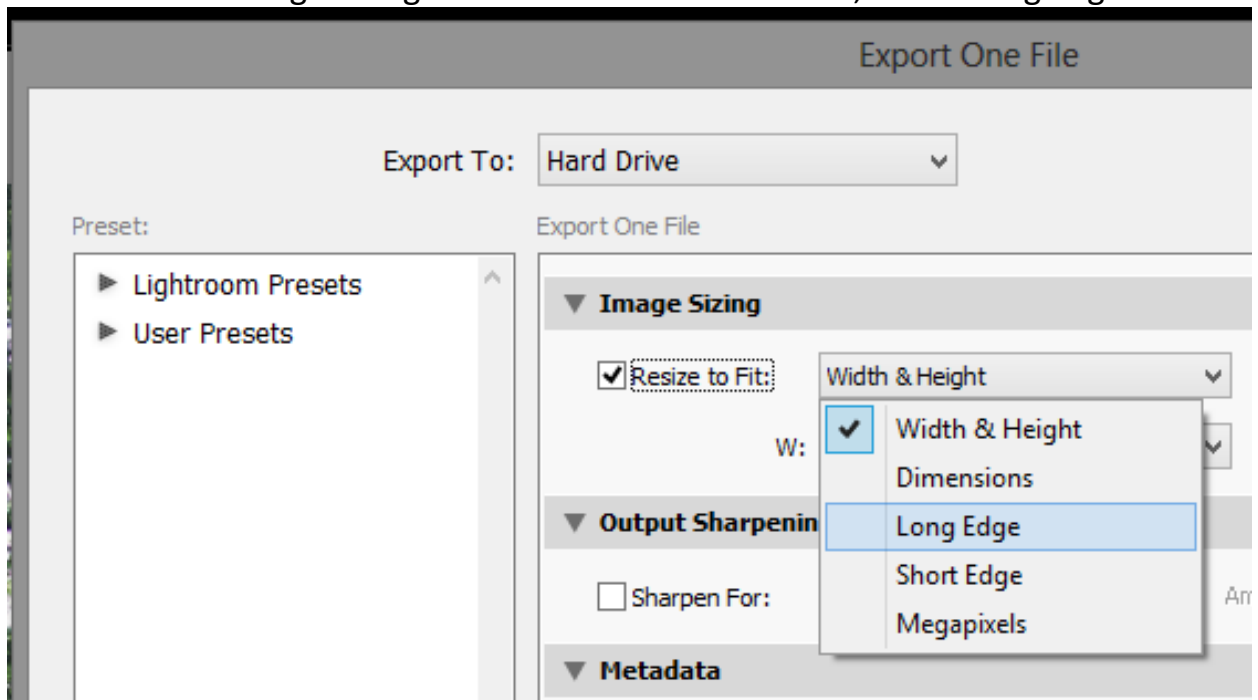 Export One File
Export To: Hard Drive
Preset:
Export One File
Lightroom Presets
User Presets
Image Sizing
Resize to Fit: Width & Height
W:
Width & Height
Dimensions
Long Edge
Short Edge
Megapixels
Output Sharpenin
Sharpen For:
Am
Metadata